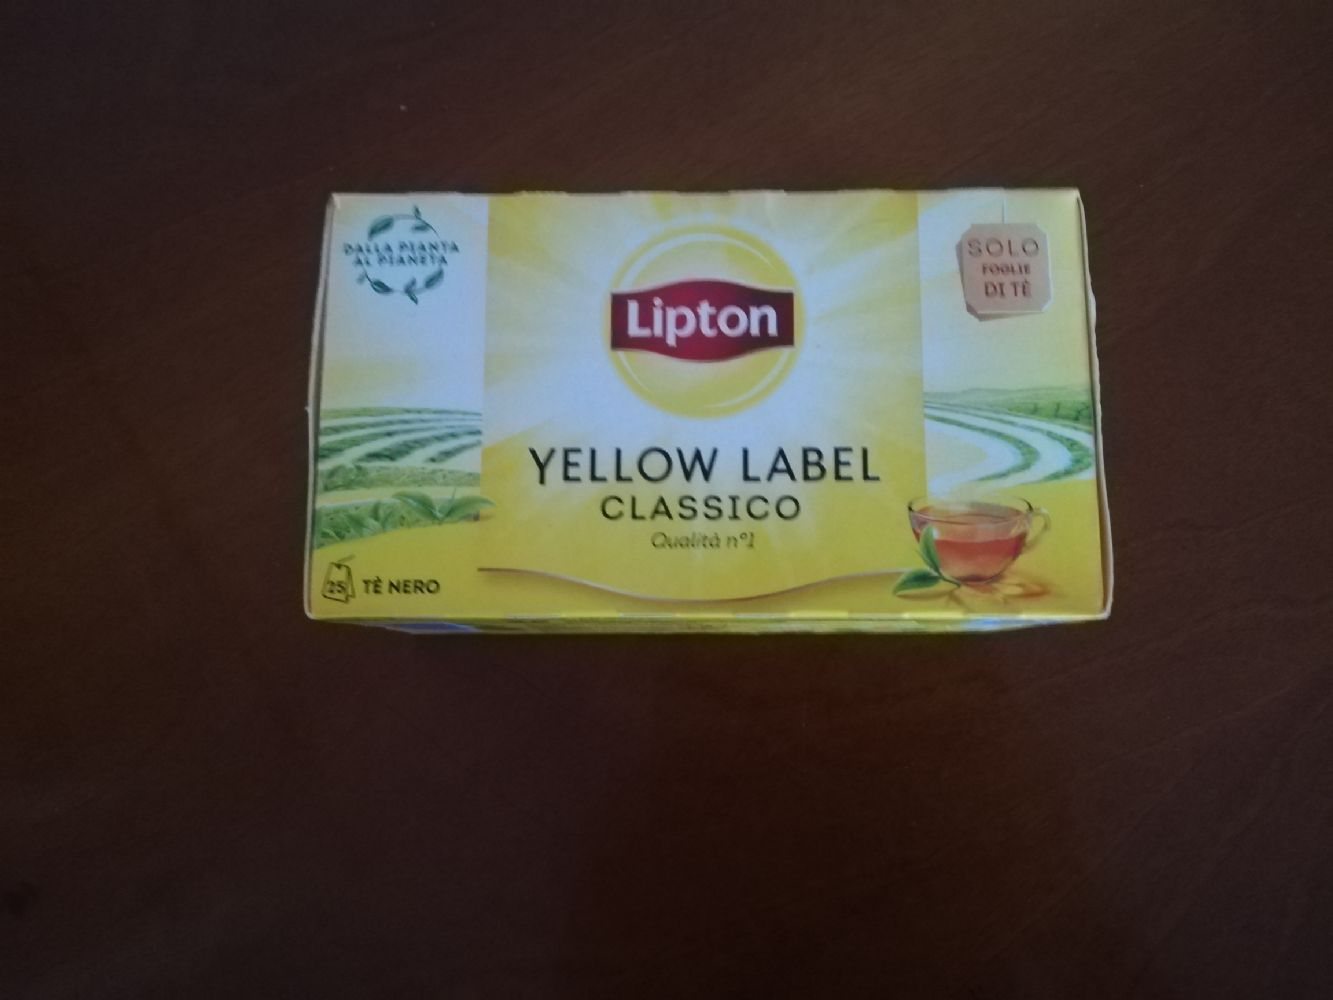 DALLA PIANTA
AL PIANETA
Lipton
SOLO
FOGLIE
DI TÈ
YELLOW LABEL
CLASSICO
Qualità n°1
25 TÈ NERO